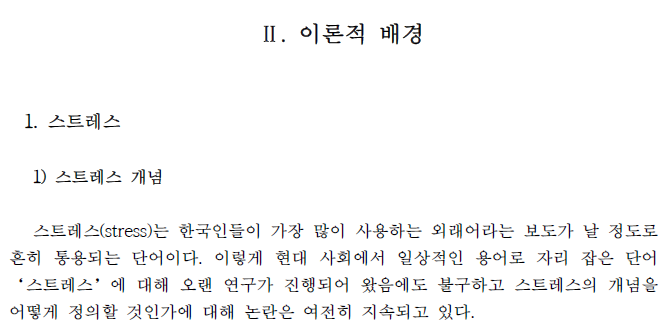 Ⅱ. 이론적 배경
1. 스트레스
1) 스트레스 개념
스트레스(stress)는 한국인들이 가장 많이 사용하는 외래어라는 보도가 날 정도로
흔히 통용되는 단어이다. 이렇게 현대 사회에서 일상적인 용어로 자리 잡은 단어
‘스트레스’에 대해 오랜 연구가 진행되어 왔음에도 불구하고 스트레스의 개념을
어떻게 정의할 것인가에 대해 논란은 여전히 지속되고 있다.